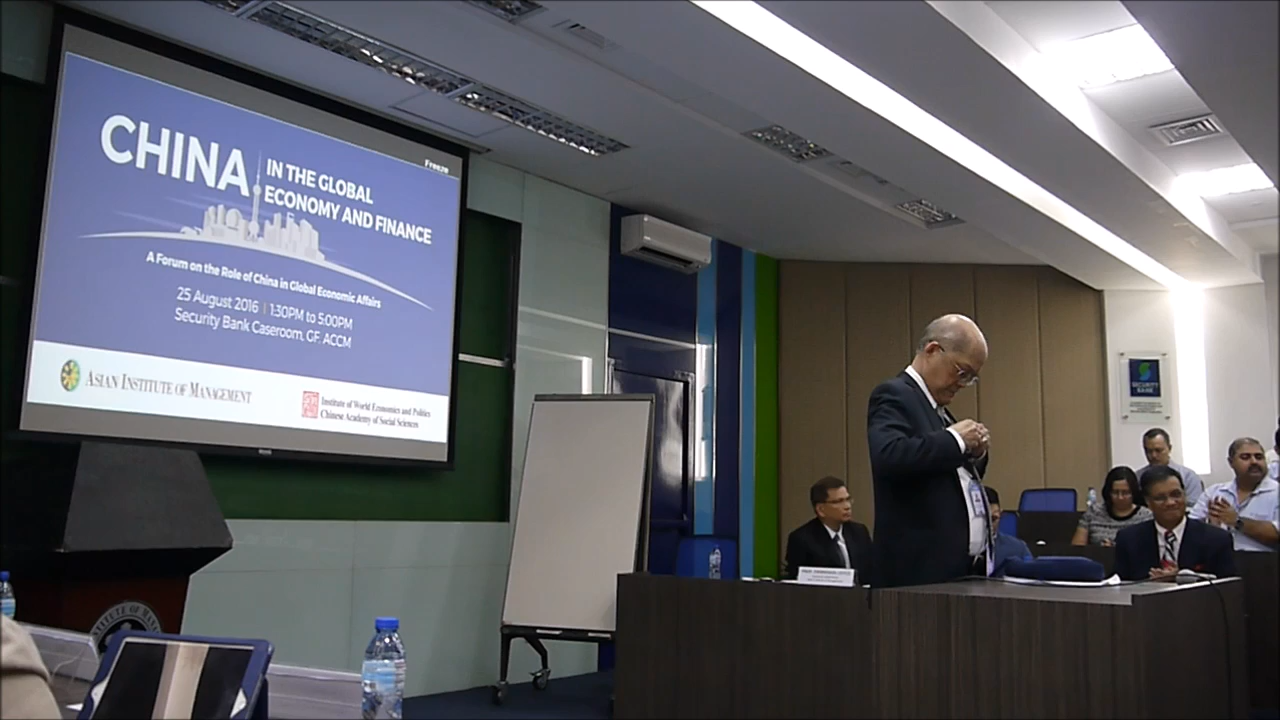 Freeze
CHINA
IN THE GLOBAL
ECONOMY AND FINANCE
A Forum on the Role of China in Global Economic Affairs
25 August 2016 | 1:30PM to 5:00PM
Security Bank Caseroom, GF, ACCM
ASIAN INSTITUTE OF MANAGEMENT
Institute of World Economics and Politics
Chinese Academy of Social Sciences
SECURITY
BANK